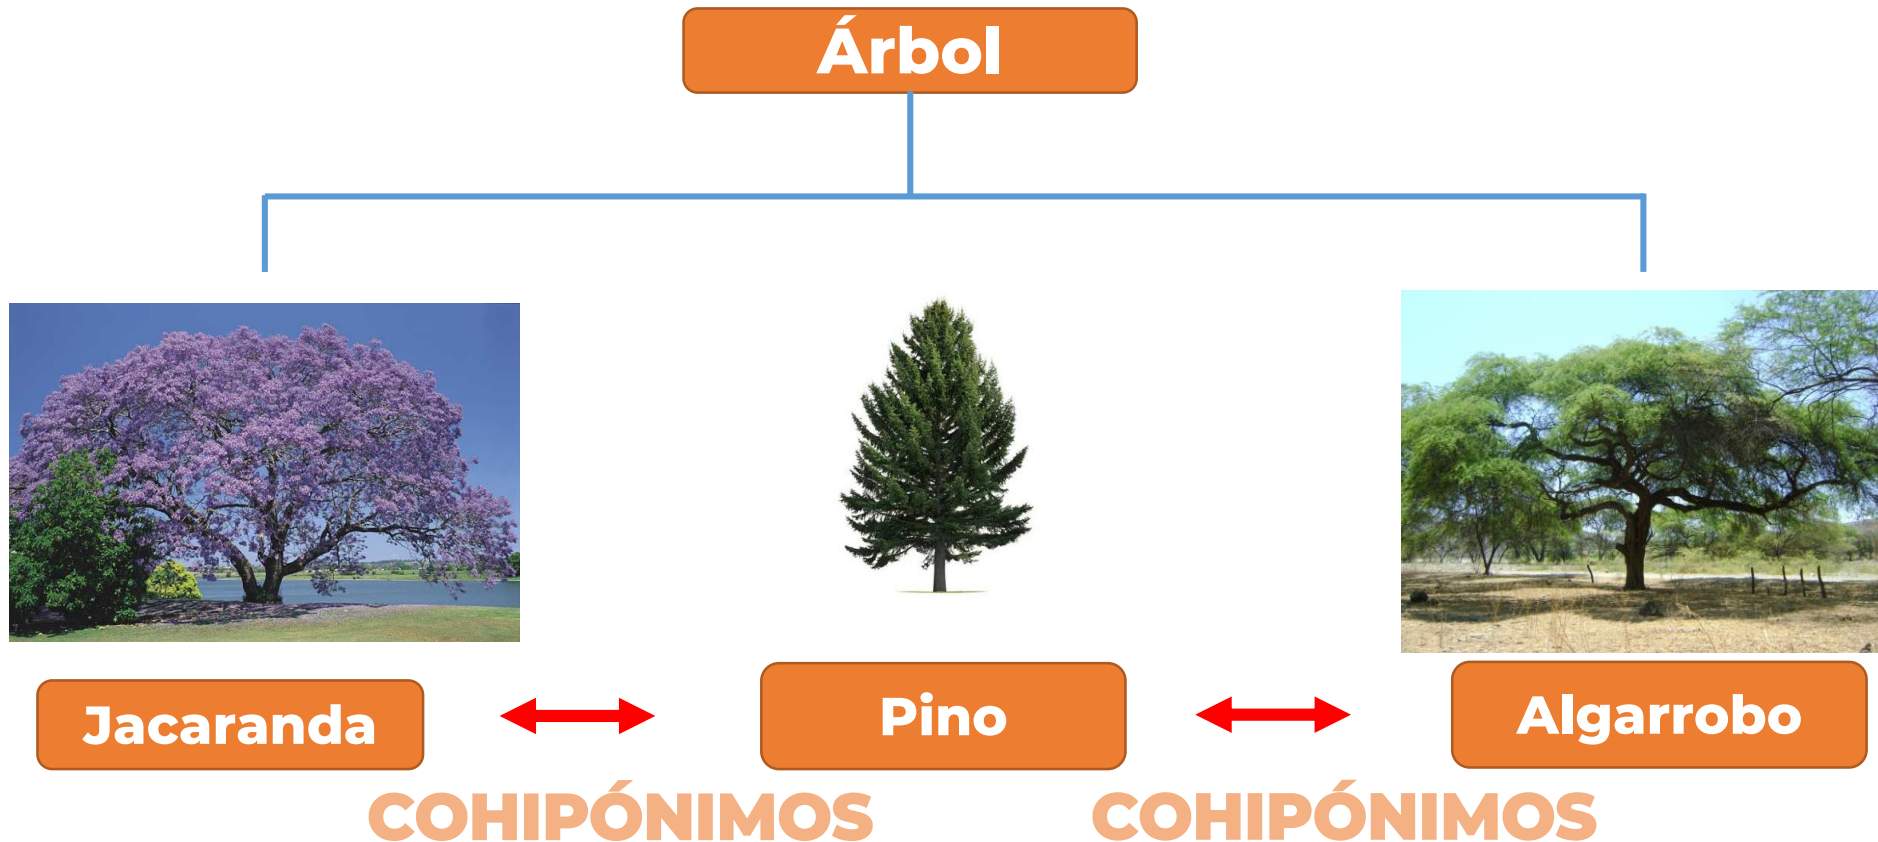 Árbol
Jacaranda
Pino
Algarrobo
COHIPÓNIMOS
COHIPÓNIMOS